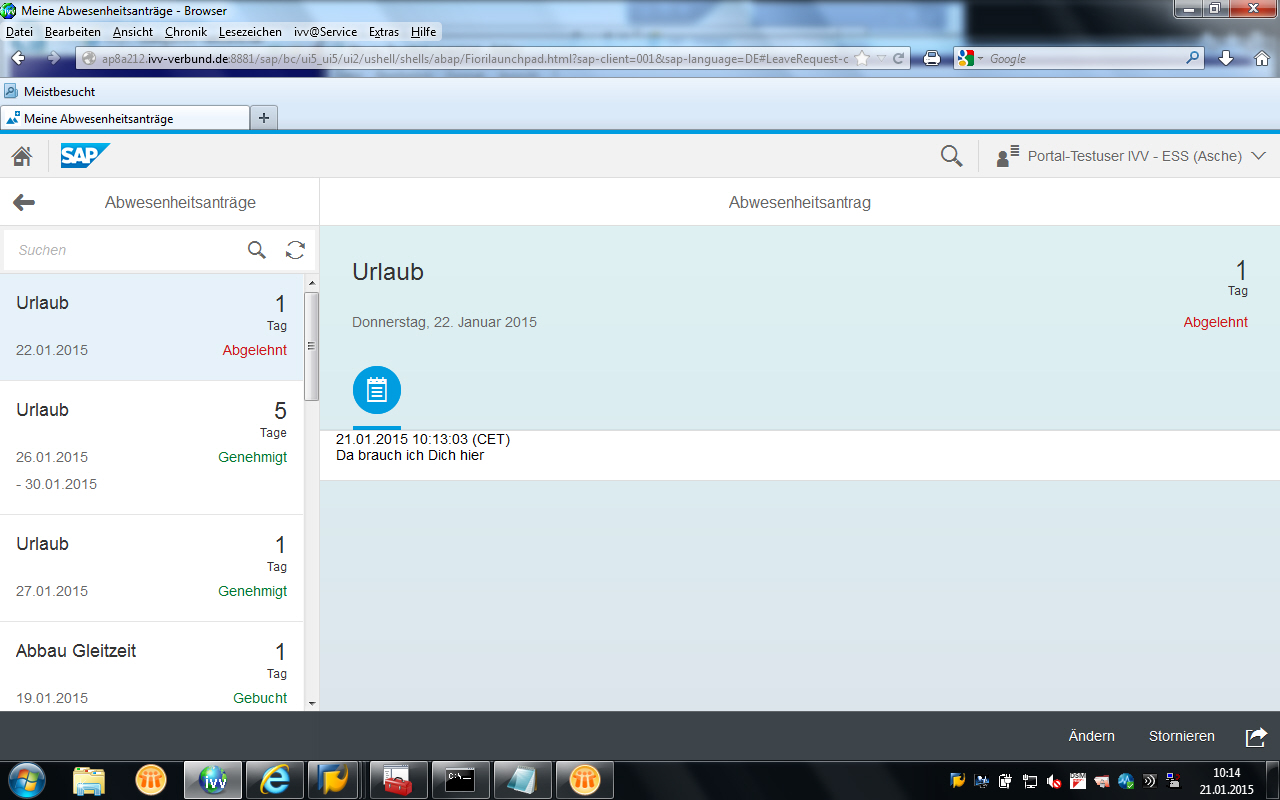 Meine Abwesenheitsanträge - Browser
Datei Bearbeiten Ansicht Chronik Lesezeichen ivv@Service Extras Hilfe
ap8a212.ivv-verbund.de:8881/sap/bc/ui5_ui5/ui2/ushell/shells/abap/Fiorilaunchpad.html?sap-client=001&sap-language=DE#LeaveRequest-c
Google
Meistbesucht
Meine Abwesenheitsanträge
SAP
Portal-Testuser IVV - ESS (Asche)
Abwesenheitsanträge
Abwesenheitsantrag
Suchen
Urlaub 1
Tag
22.01.2015 Abgelehnt
Urlaub 5
Tage
26.01.2015 Genehmigt
- 30.01.2015
Urlaub 1
Tag
27.01.2015 Genehmigt
Abbau Gleitzeit 1
Tag
19.01.2015 Gebucht
Urlaub 1
Tag
Donnerstag, 22. Januar 2015 Abgelehnt
21.01.2015 10:13:03 (CET)
Da brauch ich Dich hier
Ändern Stornieren
ivv
10:14
21.01.2015